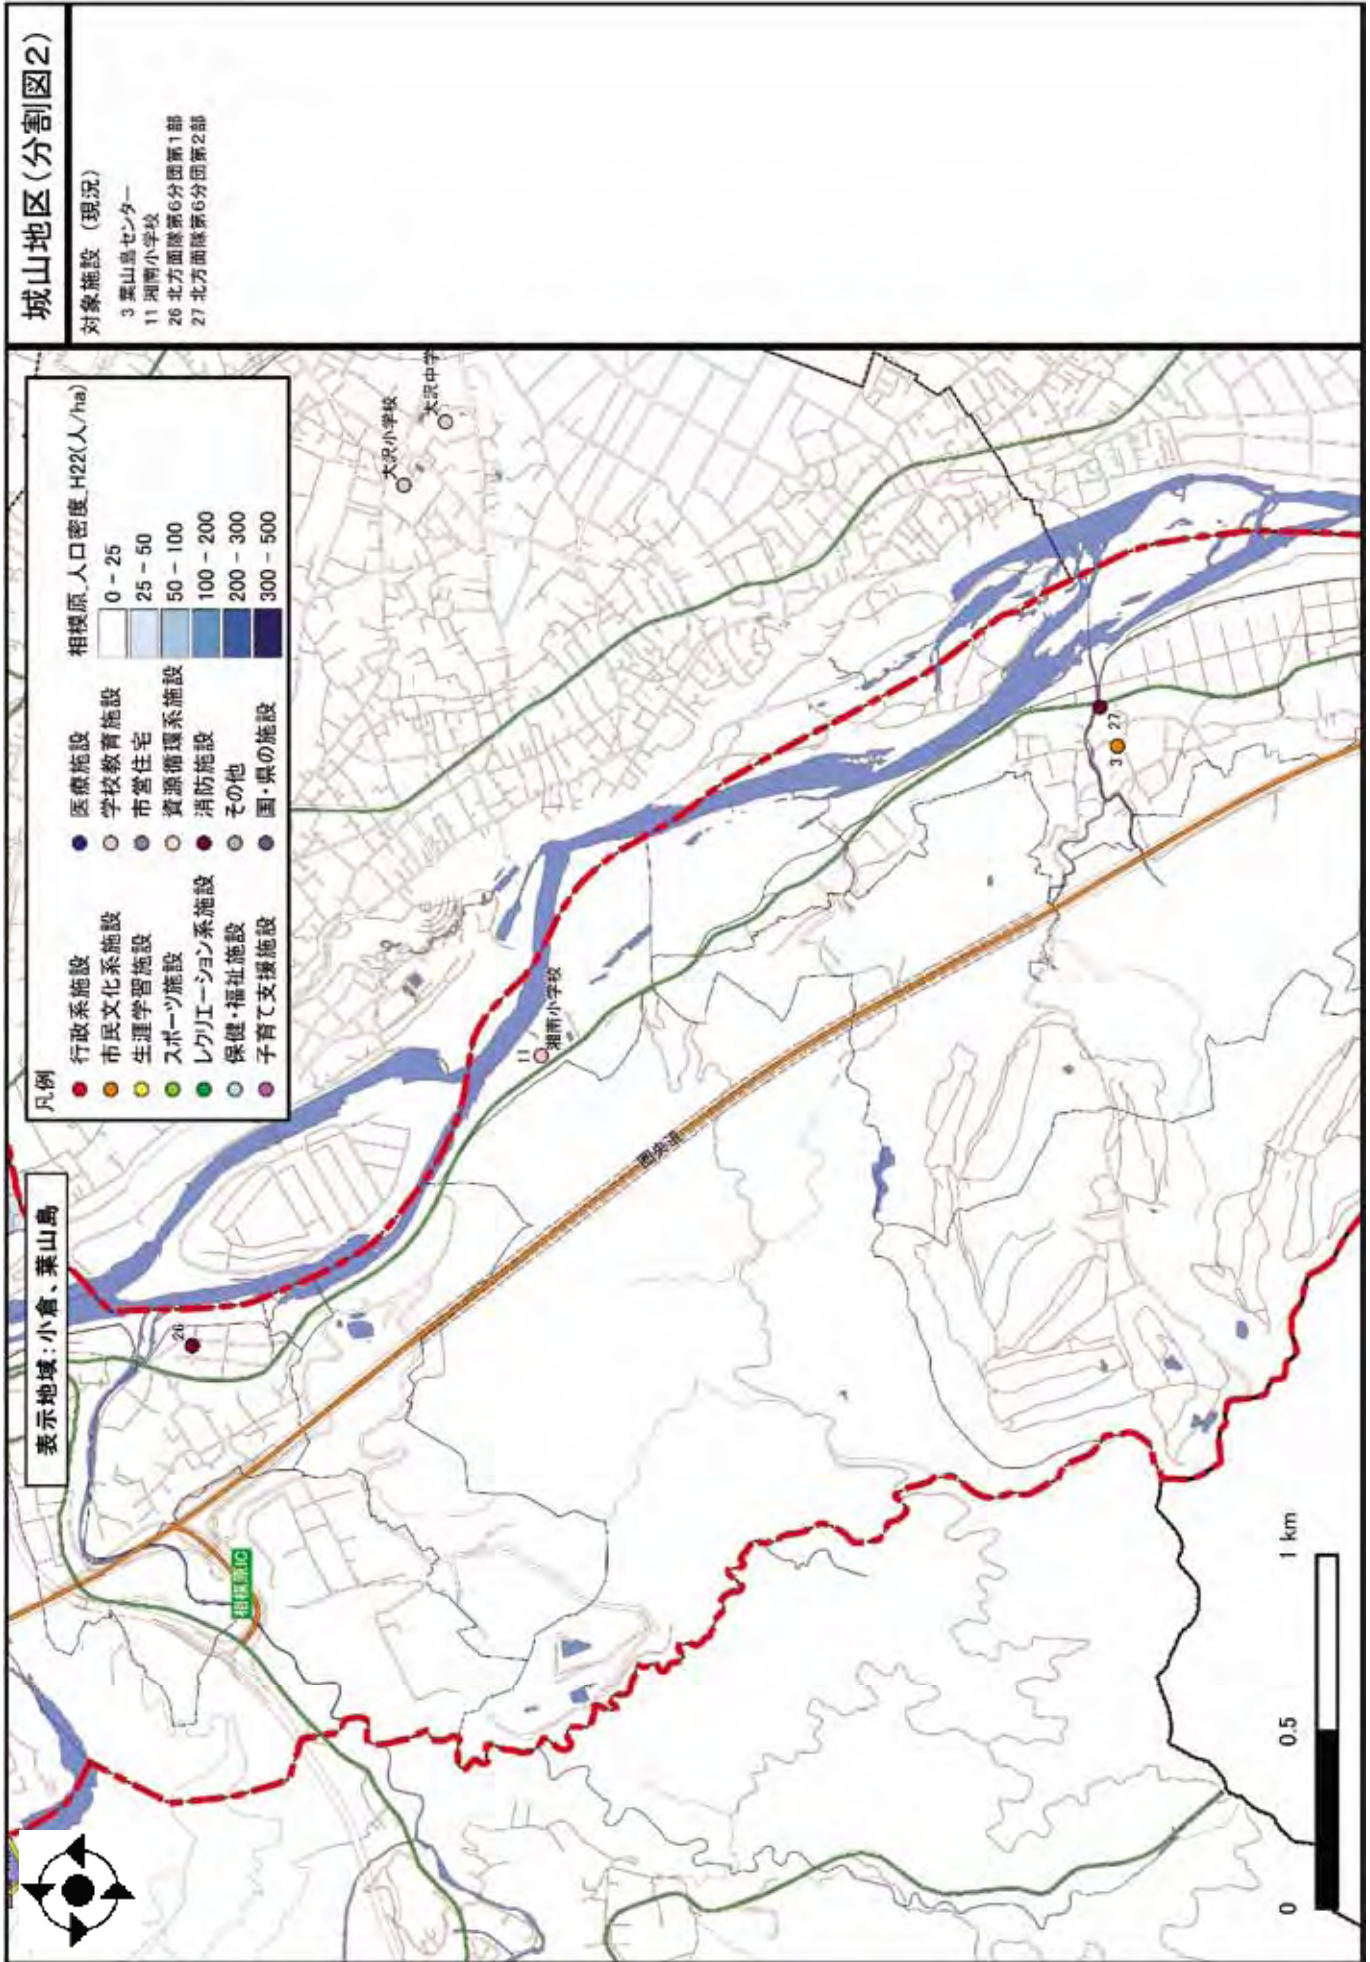 城山地区(分割図2)
対象施設 (現況)
3 葉山島センター
11 湘南小学校
26 北方面隊第6分団第1部
27 北方面隊第6分団第2部
表示地域:小倉、葉山島
凡例
行政系施設
市民文化系施設
生涯学習施設
スポーツ施設
レクリエーション系施設
保健・福祉施設
子育て支援施設
医療施設
学校教育施設
市営住宅
資源循環系施設
消防施設
その他
国・県の施設
相模原_人口密度_H22(人/ha)
0 - 25
25 - 50
50 - 100
100 - 200
200 - 300
300 - 500
大沢小学校
大沢中学
26
11
湘南小学校
圏央道
相模原IC
3
27
0
0.5
1 km